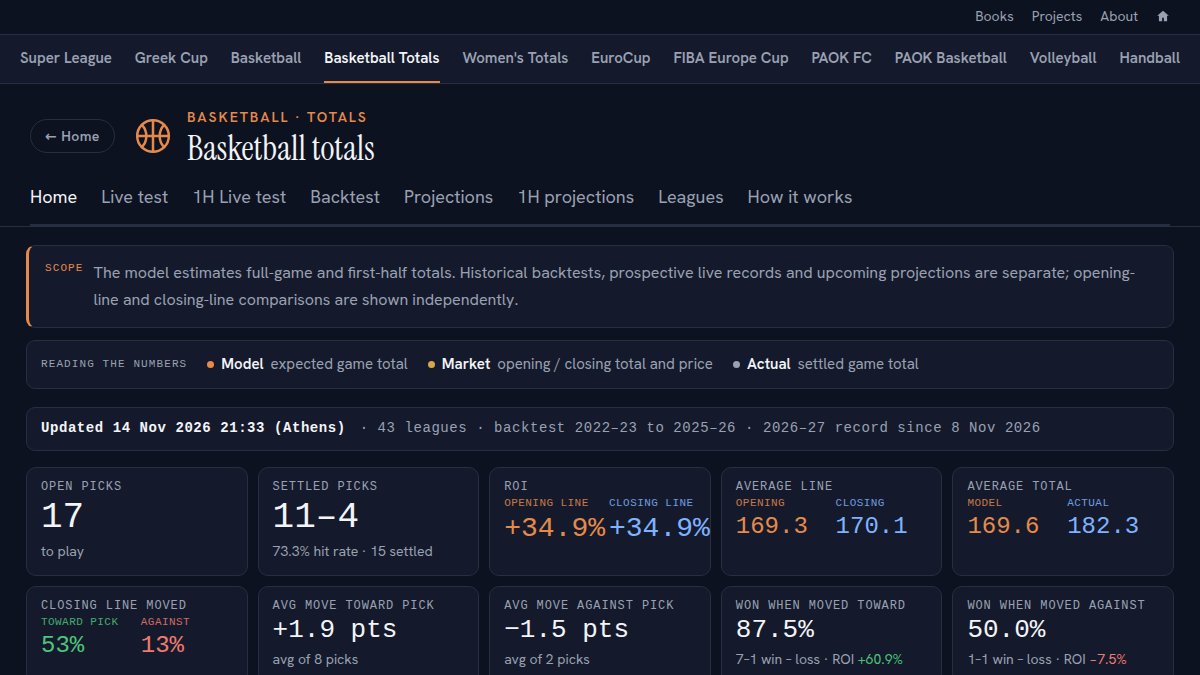 Books Projects About
Super League Greek Cup Basketball Basketball Totals Women's Totals EuroCup FIBA Europe Cup PAOK FC PAOK Basketball Volleyball Handball
← Home
BASKETBALL · TOTALS
Basketball totals
Home Live test 1H Live test Backtest Projections 1H projections Leagues How it works
SCOPE The model estimates full-game and first-half totals. Historical backtests, prospective live records and upcoming projections are separate; opening-
line and closing-line comparisons are shown independently.
READING THE NUMBERS Model expected game total Market opening / closing total and price Actual settled game total
Updated 14 Nov 2026 21:33 (Athens) · 43 leagues · backtest 2022–23 to 2025–26 · 2026–27 record since 8 Nov 2026
OPEN PICKS
17
to play
SETTLED PICKS
11–4
73.3% hit rate · 15 settled
ROI
OPENING LINE CLOSING LINE
+34.9% +34.9%
AVERAGE LINE
OPENING CLOSING
169.3 170.1
AVERAGE TOTAL
MODEL ACTUAL
169.6 182.3
CLOSING LINE MOVED
TOWARD PICK AGAINST
53% 13%
AVG MOVE TOWARD PICK
+1.9 pts
avg of 8 picks
AVG MOVE AGAINST PICK
−1.5 pts
avg of 2 picks
WON WHEN MOVED TOWARD
87.5%
7–1 win – loss · ROI +60.9%
WON WHEN MOVED AGAINST
50.0%
1–1 win – loss · ROI −7.5%